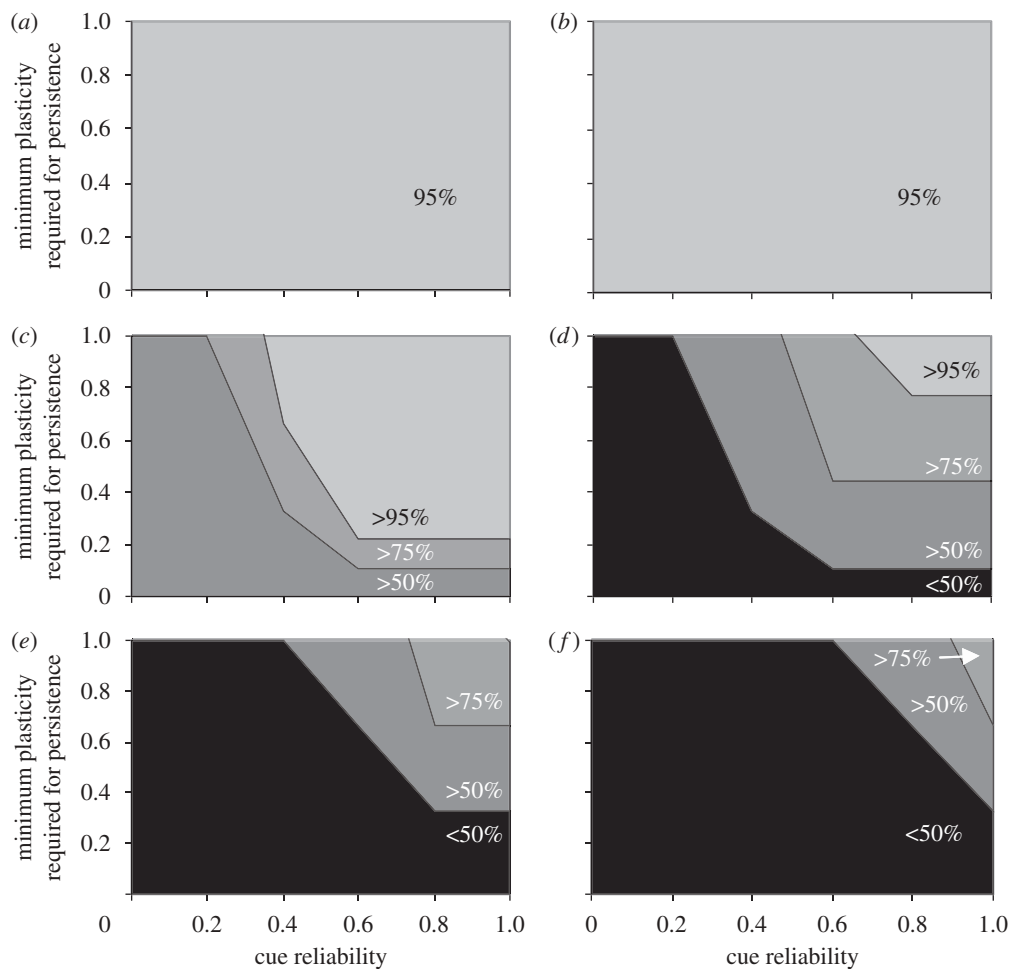 (a)
1.0
0.8
0.6
0.4
0.2
0
minimum plasticity
required for persistence
95%
(b)
95%
(c)
1.0
0.8
0.6
0.4
0.2
0
minimum plasticity
required for persistence
>95%
>75%
>50%
(d)
>95%
>75%
>50%
<50%
(e)
1.0
0.8
0.6
0.4
0.2
0
minimum plasticity
required for persistence
>75%
>50%
<50%
0.2 0.4 0.6 0.8 1.0
cue reliability
(f)
>75%
>50%
<50%
0 0.2 0.4 0.6 0.8 1.0
cue reliability